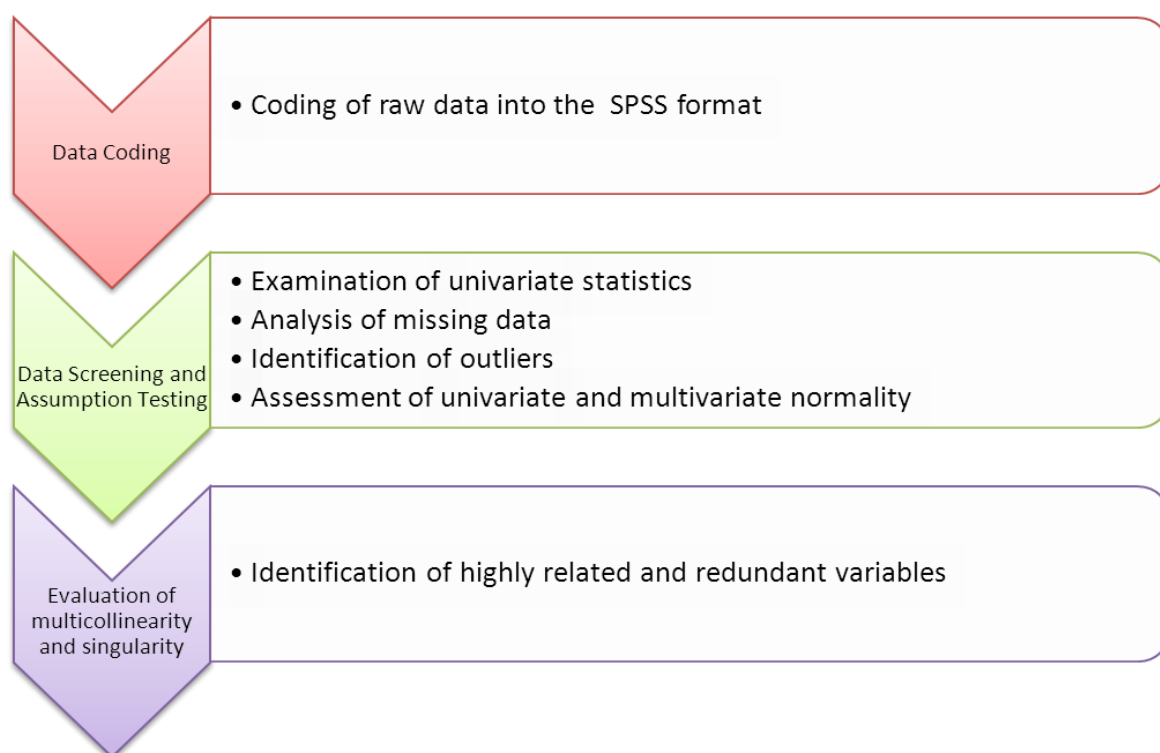 Data Coding
• Coding of raw data into the  SPSS format
Data Screening and
Assumption Testing
• Examination of univariate statistics
• Analysis of missing data
• Identification of outliers
• Assessment of univariate and multivariate normality
Evaluation of
multicollinearity
and singularity
• Identification of highly related and redundant variables